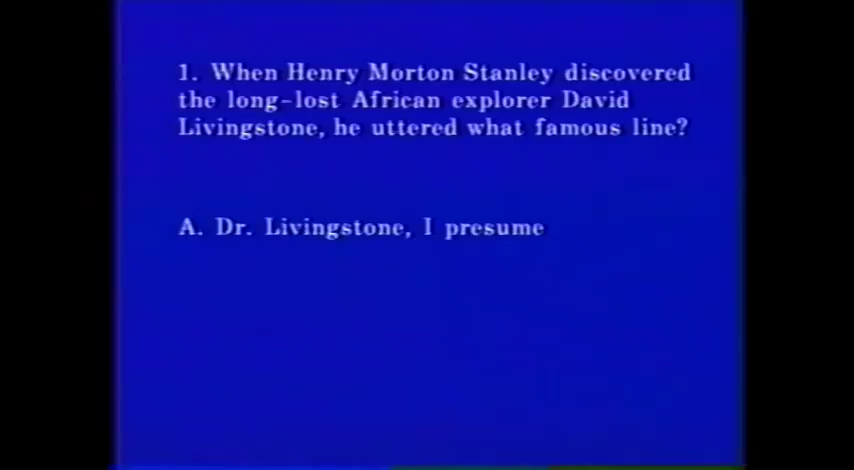 1. When Henry Morton Stanley discovered
the long-lost African explorer David
Livingstone, he uttered what famous line?
A. Dr. Livingstone, I presume